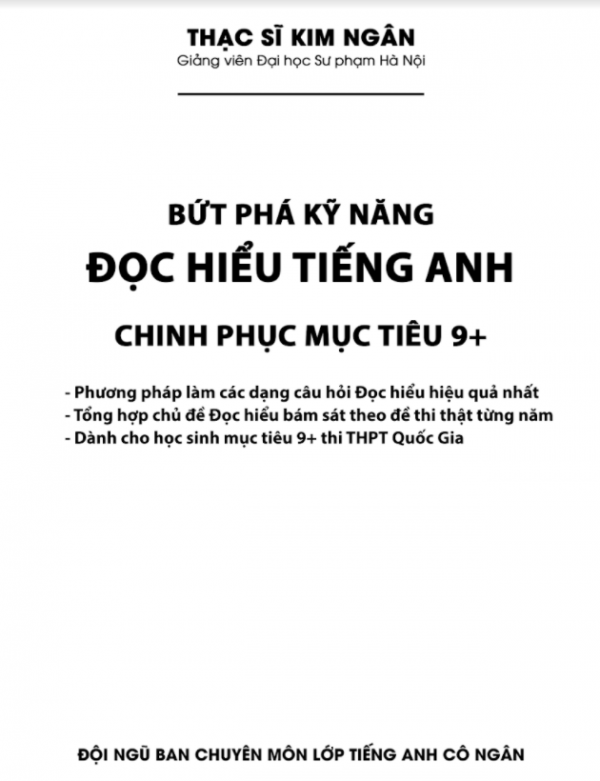 THẠC SĨ KIM NGÂN
Giảng viên Đại học Sư phạm Hà Nội
BỨT PHÁ KỸ NĂNG
ĐỌC HIỂU TIẾNG ANH
CHINH PHỤC MỤC TIÊU 9+
- Phương pháp làm các dạng câu hỏi Đọc hiểu hiệu quả nhất
- Tổng hợp chủ đề Đọc hiểu bám sát theo đề thi thật từng năm
- Dành cho học sinh mục tiêu 9+ thi THPT Quốc Gia
ĐỘI NGŨ BAN CHUYÊN MÔN LỚP TIẾNG ANH CÔ NGÂN